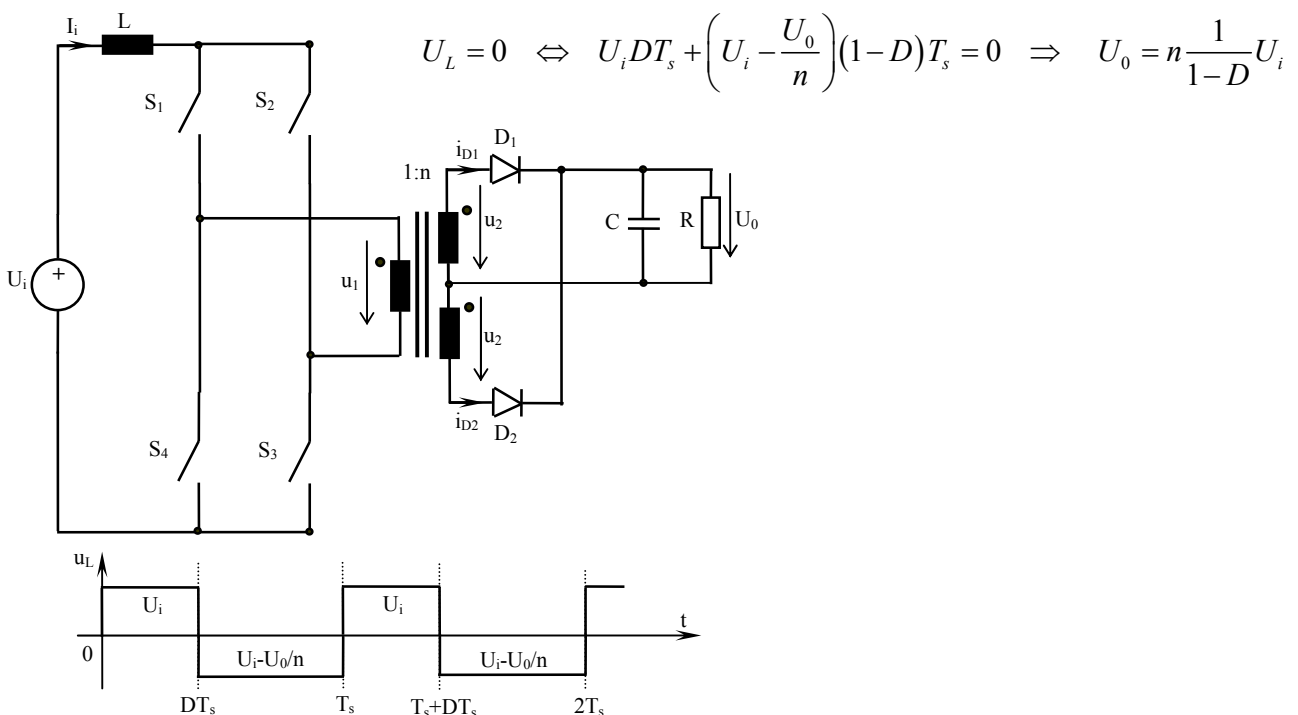 U_L = 0 ⇔ U_i DT_s + (U_i − U_0/n)(1 − D)T_s = 0 ⇒ U_0 = n 1/(1 − D) U_i
I_i L
S_1 S_2
D_1
i_D1
1:n
u_2 C R U_0
U_i + u_1
u_2
i_D2 D_2
S_4 S_3
u_L
U_i U_i t
0 U_i-U_0/n U_i-U_0/n
DT_s T_s T_s+DT_s 2T_s